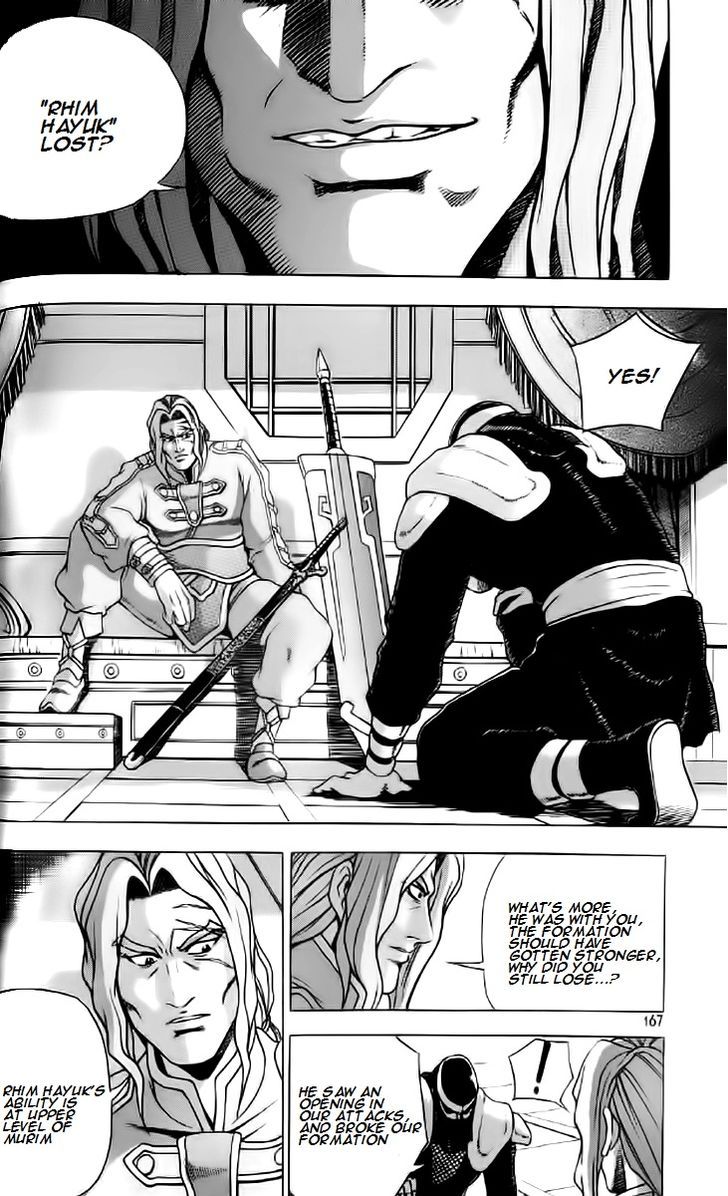 "RHIM
HAYUK"
LOST?
YES!
RHIM HAYUK'S
ABILITY IS
AT UPPER
LEVEL OF
MURIM
WHAT'S MORE,
HE WAS WITH YOU,
THE FORMATION
SHOULD HAVE
GOTTEN STRONGER,
WHY DID YOU
STILL LOSE...?
167
HE SAW AN
OPENING IN
OUR ATTACKS,
AND BROKE OUR
FORMATION
!